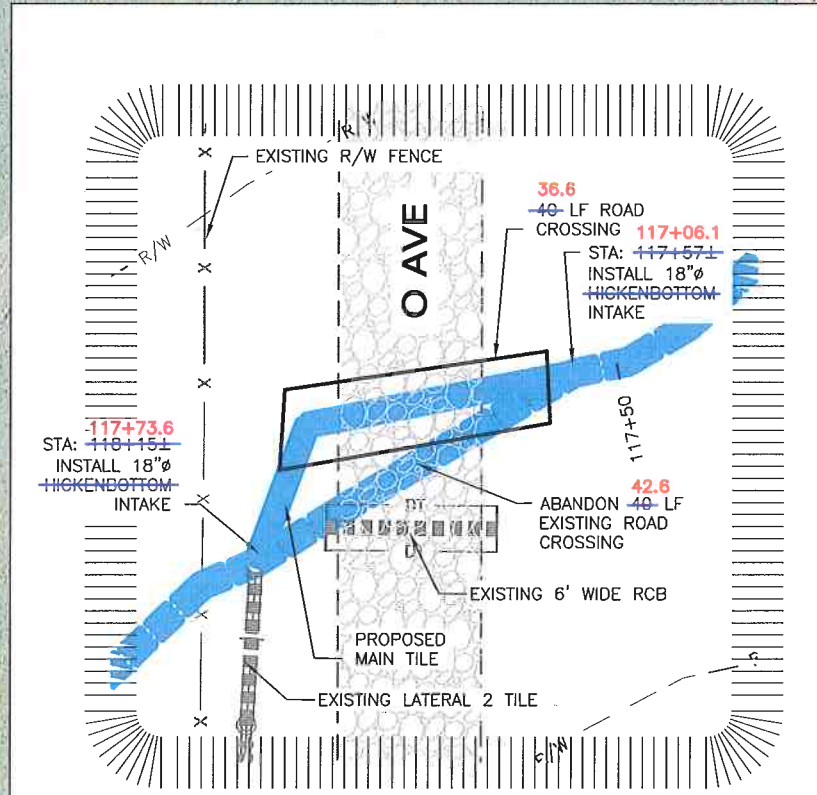 R/W
EXISTING R/W FENCE
R/W
O AVE
36.6
40 LF ROAD
CROSSING
117+06.1
STA: 117+57±
INSTALL 18"ø
HICKENBOTTOM
INTAKE
117+50
117+73.6
STA: 118+15±
INSTALL 18"ø
HICKENBOTTOM
INTAKE
42.6
ABANDON 40 LF
EXISTING ROAD
CROSSING
EXISTING 6' WIDE RCB
PROPOSED
MAIN TILE
EXISTING LATERAL 2 TILE